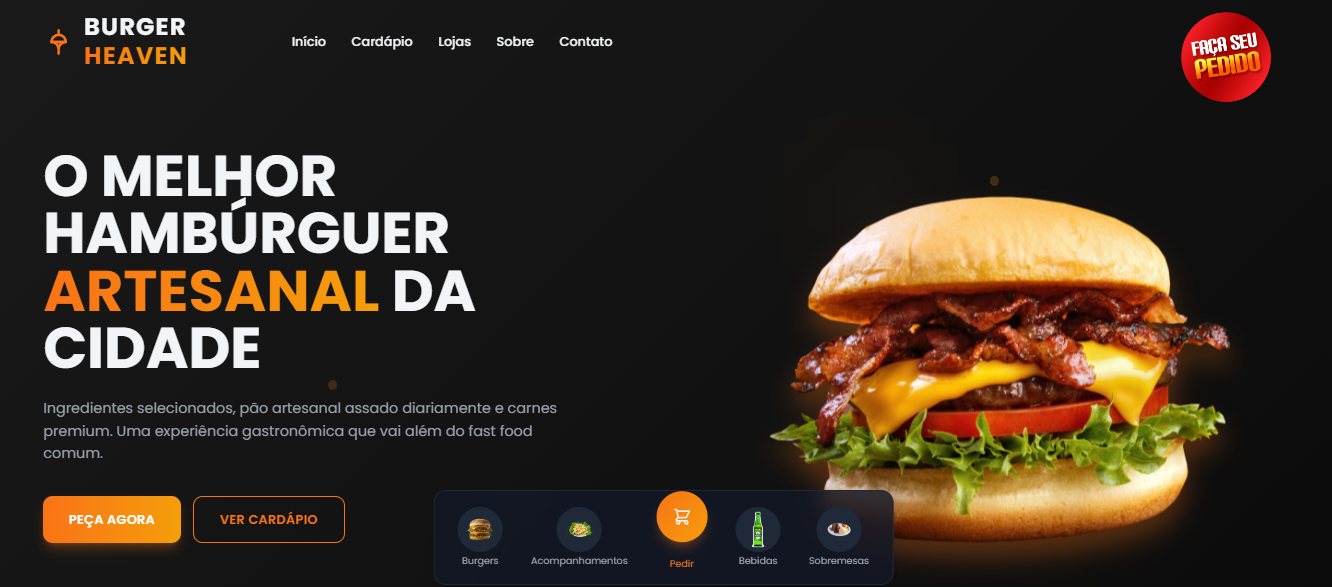 BURGER
HEAVEN
Início Cardápio Lojas Sobre Contato
FAÇA SEU
PEDIDO
O MELHOR
HAMBÚRGUER
ARTESANAL DA
CIDADE
Ingredientes selecionados, pão artesanal assado diariamente e carnes
premium. Uma experiência gastronômica que vai além do fast food
comum.
PEÇA AGORA
VER CARDÁPIO
Burgers Acompanhamentos Pedir Bebidas Sobremesas